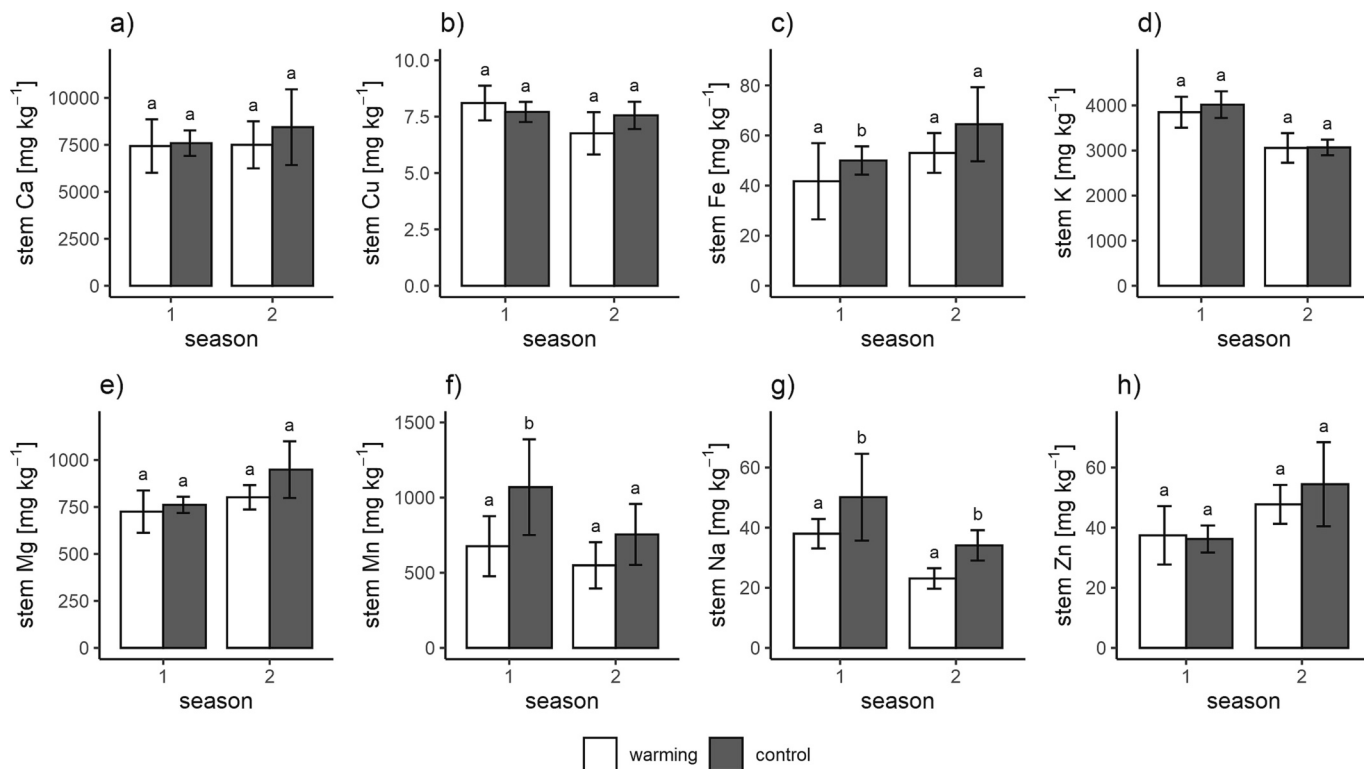 a)
stem Ca [mg kg⁻¹]
10000
7500
5000
2500
0
a a a a
1 2
season
b)
stem Cu [mg kg⁻¹]
10.0
7.5
5.0
2.5
0.0
a a a a
1 2
season
c)
stem Fe [mg kg⁻¹]
80
60
40
20
0
a b a a
1 2
season
d)
stem K [mg kg⁻¹]
4000
3000
2000
1000
0
a a a a
1 2
season
e)
stem Mg [mg kg⁻¹]
1000
750
500
250
0
a a a a
1 2
season
f)
stem Mn [mg kg⁻¹]
1500
1000
500
0
a b a a
1 2
season
g)
stem Na [mg kg⁻¹]
60
40
20
0
a b a b
1 2
season
h)
stem Zn [mg kg⁻¹]
60
40
20
0
a a a a
1 2
season
warming control